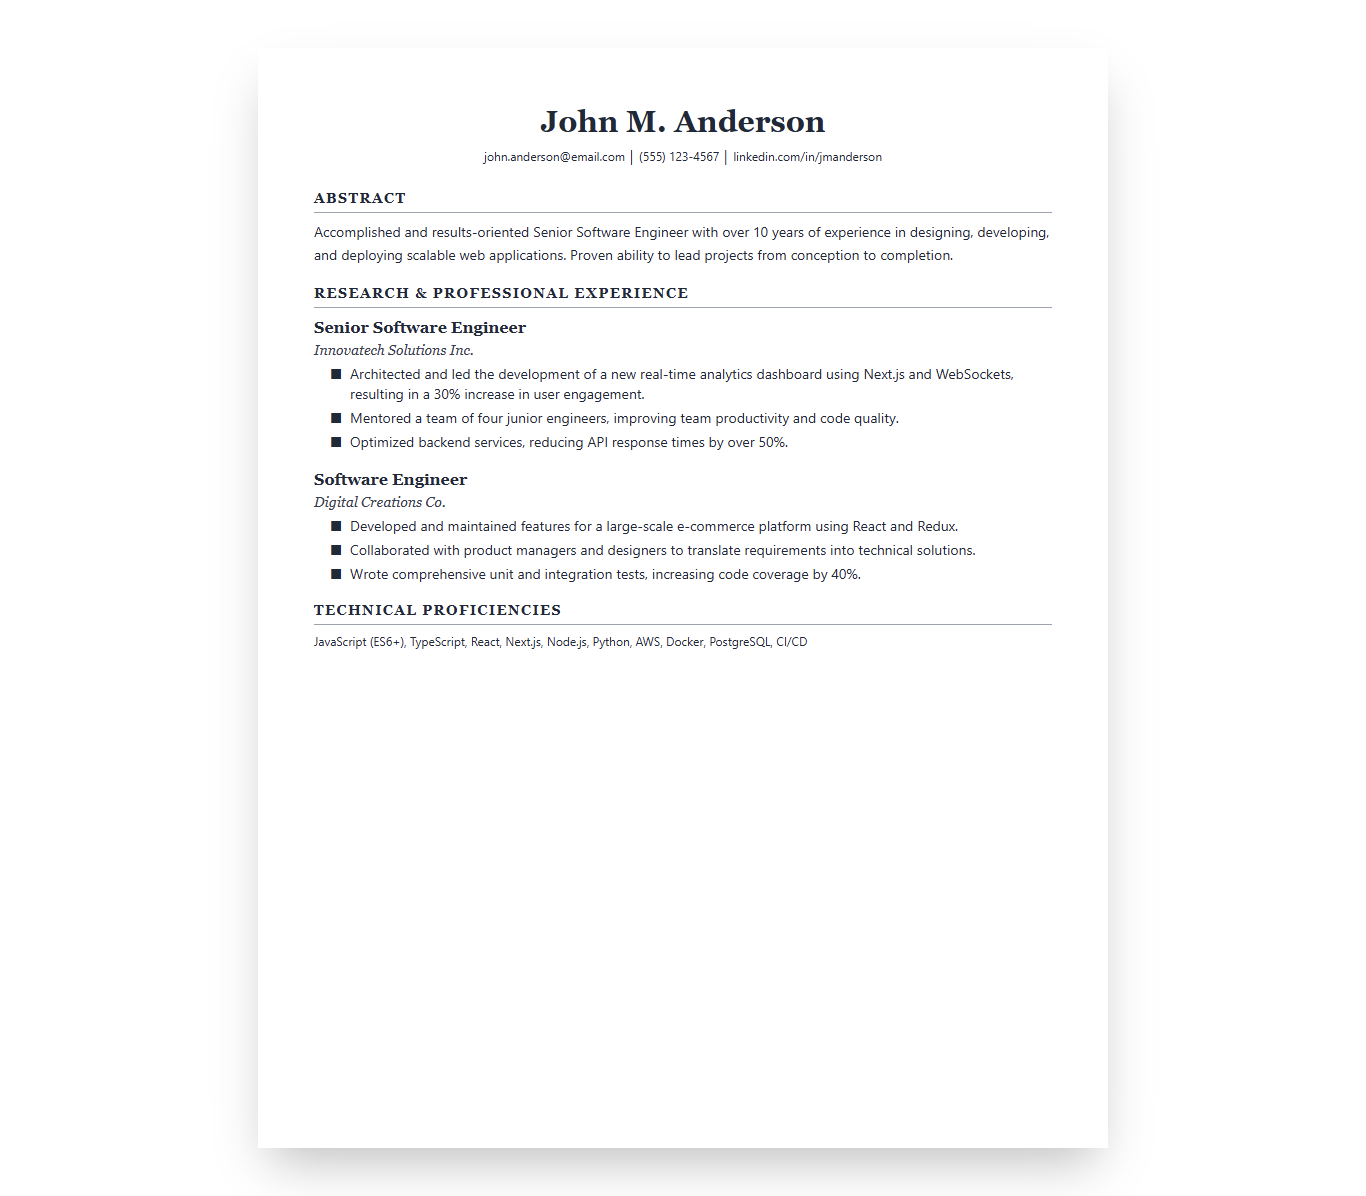 John M. Anderson
john.anderson@email.com | (555) 123-4567 | linkedin.com/in/jmanderson
ABSTRACT
Accomplished and results-oriented Senior Software Engineer with over 10 years of experience in designing, developing,
and deploying scalable web applications. Proven ability to lead projects from conception to completion.
RESEARCH & PROFESSIONAL EXPERIENCE
Senior Software Engineer
Innovatech Solutions Inc.
■ Architected and led the development of a new real-time analytics dashboard using Next.js and WebSockets,
resulting in a 30% increase in user engagement.
■ Mentored a team of four junior engineers, improving team productivity and code quality.
■ Optimized backend services, reducing API response times by over 50%.
Software Engineer
Digital Creations Co.
■ Developed and maintained features for a large-scale e-commerce platform using React and Redux.
■ Collaborated with product managers and designers to translate requirements into technical solutions.
■ Wrote comprehensive unit and integration tests, increasing code coverage by 40%.
TECHNICAL PROFICIENCIES
JavaScript (ES6+), TypeScript, React, Next.js, Node.js, Python, AWS, Docker, PostgreSQL, CI/CD